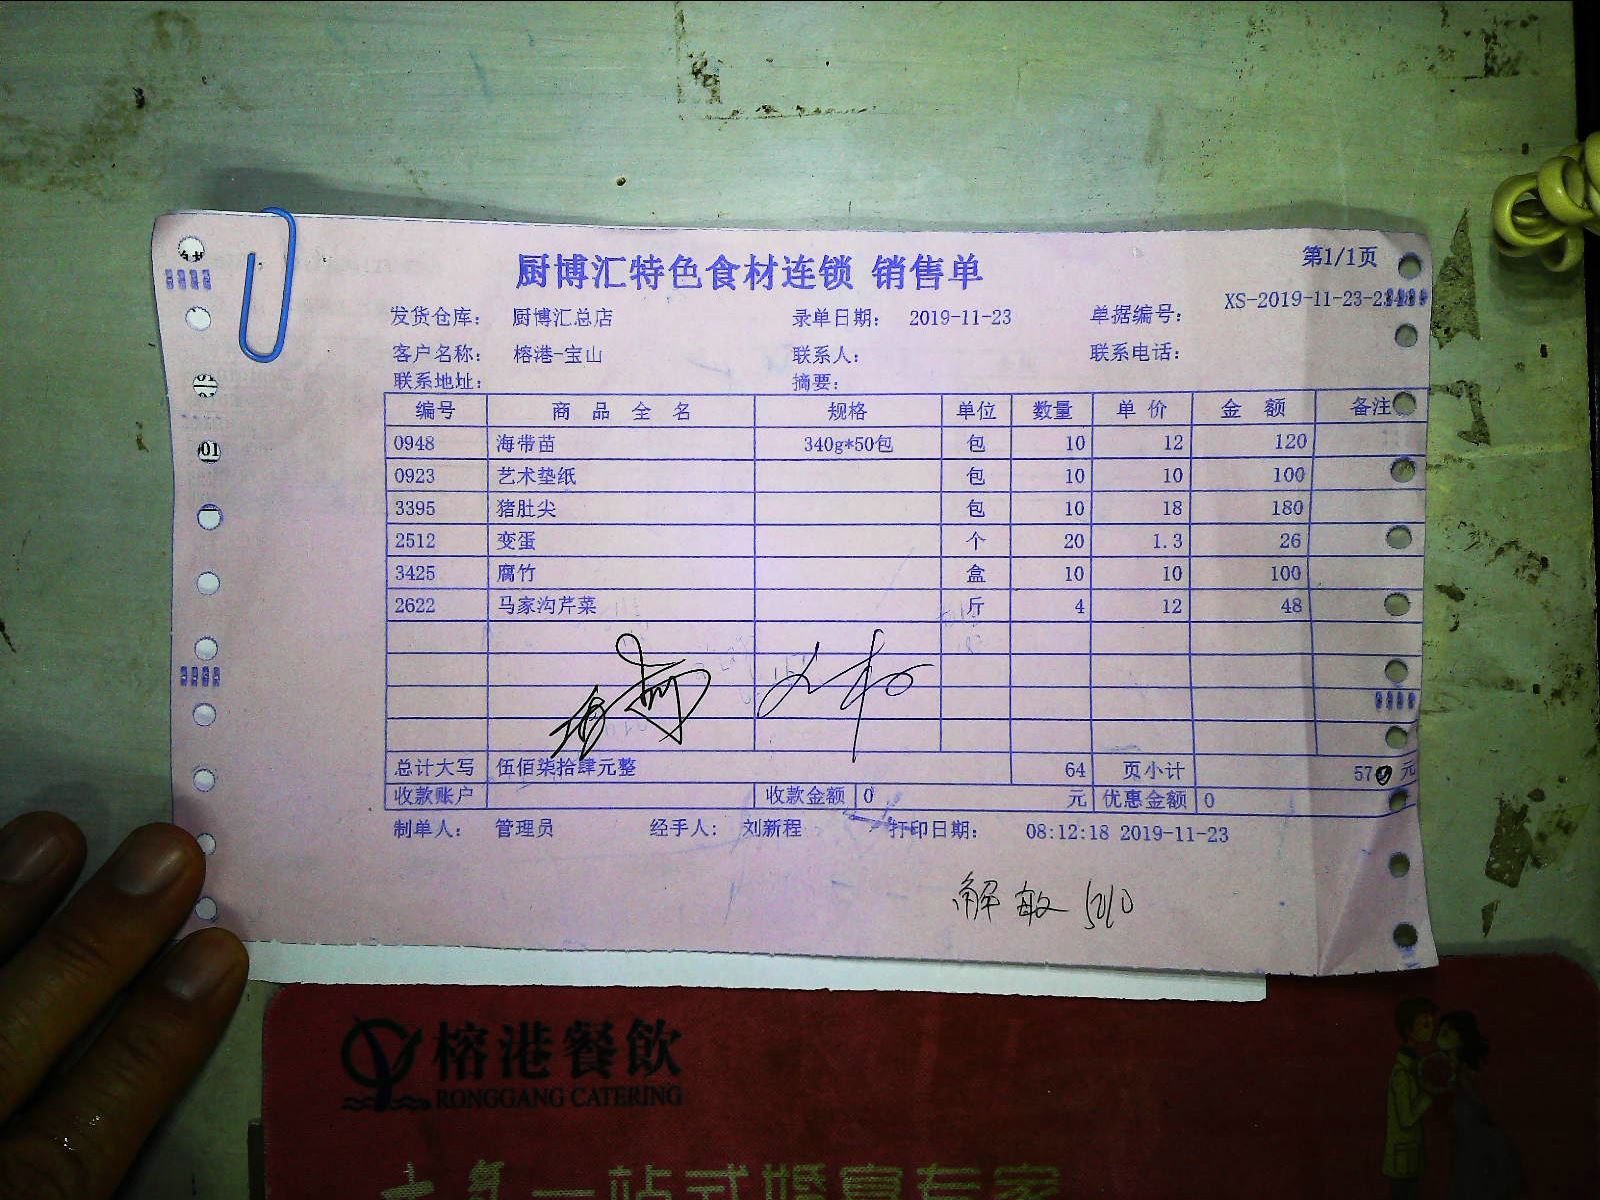 厨博汇特色食材连锁 销售单
第1/1页
发货仓库： 厨博汇总店 录单日期： 2019-11-23 单据编号： XS-2019-11-23-23
客户名称： 榕港-宝山 联系人： 联系电话：
联系地址： 摘要：
编号 商 品 全 名 规格 单位 数量 单 价 金 额 备注
0948 海带苗 340g*50包 包 10 12 120
0923 艺术垫纸 包 10 10 100
3395 猪肚尖 包 10 18 180
2512 变蛋 个 20 1.3 26
3425 腐竹 盒 10 10 100
2622 马家沟芹菜 斤 4 12 48
总计大写 伍佰柒拾肆元整 64 页小计 57 元
收款账户 收款金额 0 元 优惠金额 0
制单人： 管理员 经手人： 刘新程 打印日期： 08:12:18 2019-11-23
解敏
榕港餐飲
RONGGANG CATERING
一站式婚宴专家